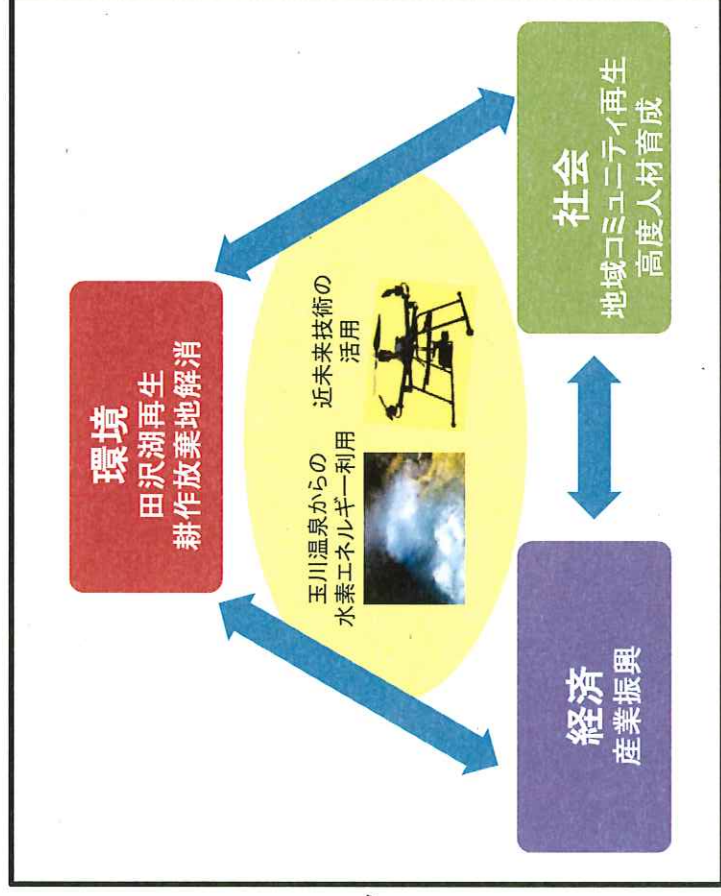 環境
田沢湖再生
耕作放棄地解消
玉川温泉からの
水素エネルギー利用
近未来技術の
活用
経済
産業振興
社会
地域コミュニティ再生
高度人材育成